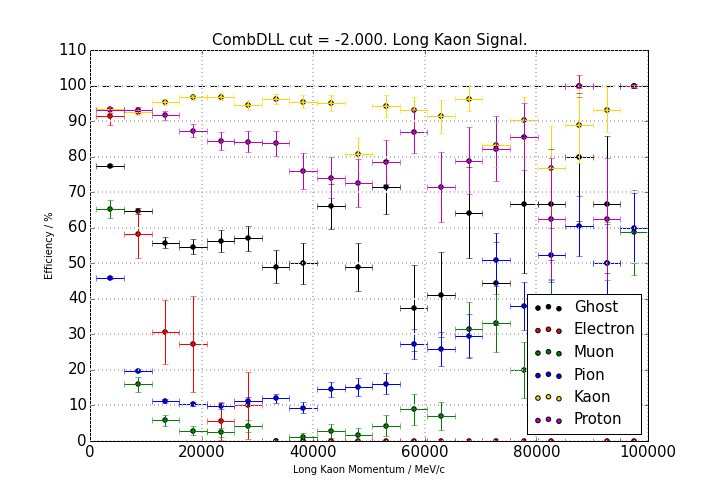 CombDLL cut = -2.000. Long Kaon Signal.
110
100
90
80
70
60
50
40
30
20
10
0
Efficiency / %
Ghost
Electron
Muon
Pion
Kaon
Proton
0 20000 40000 60000 80000 100000
Long Kaon Momentum / MeV/c